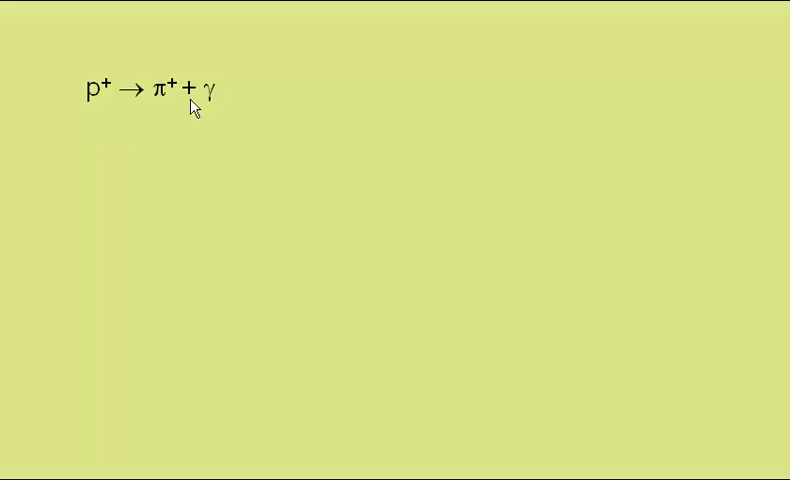 p⁺ → π⁺ + γ